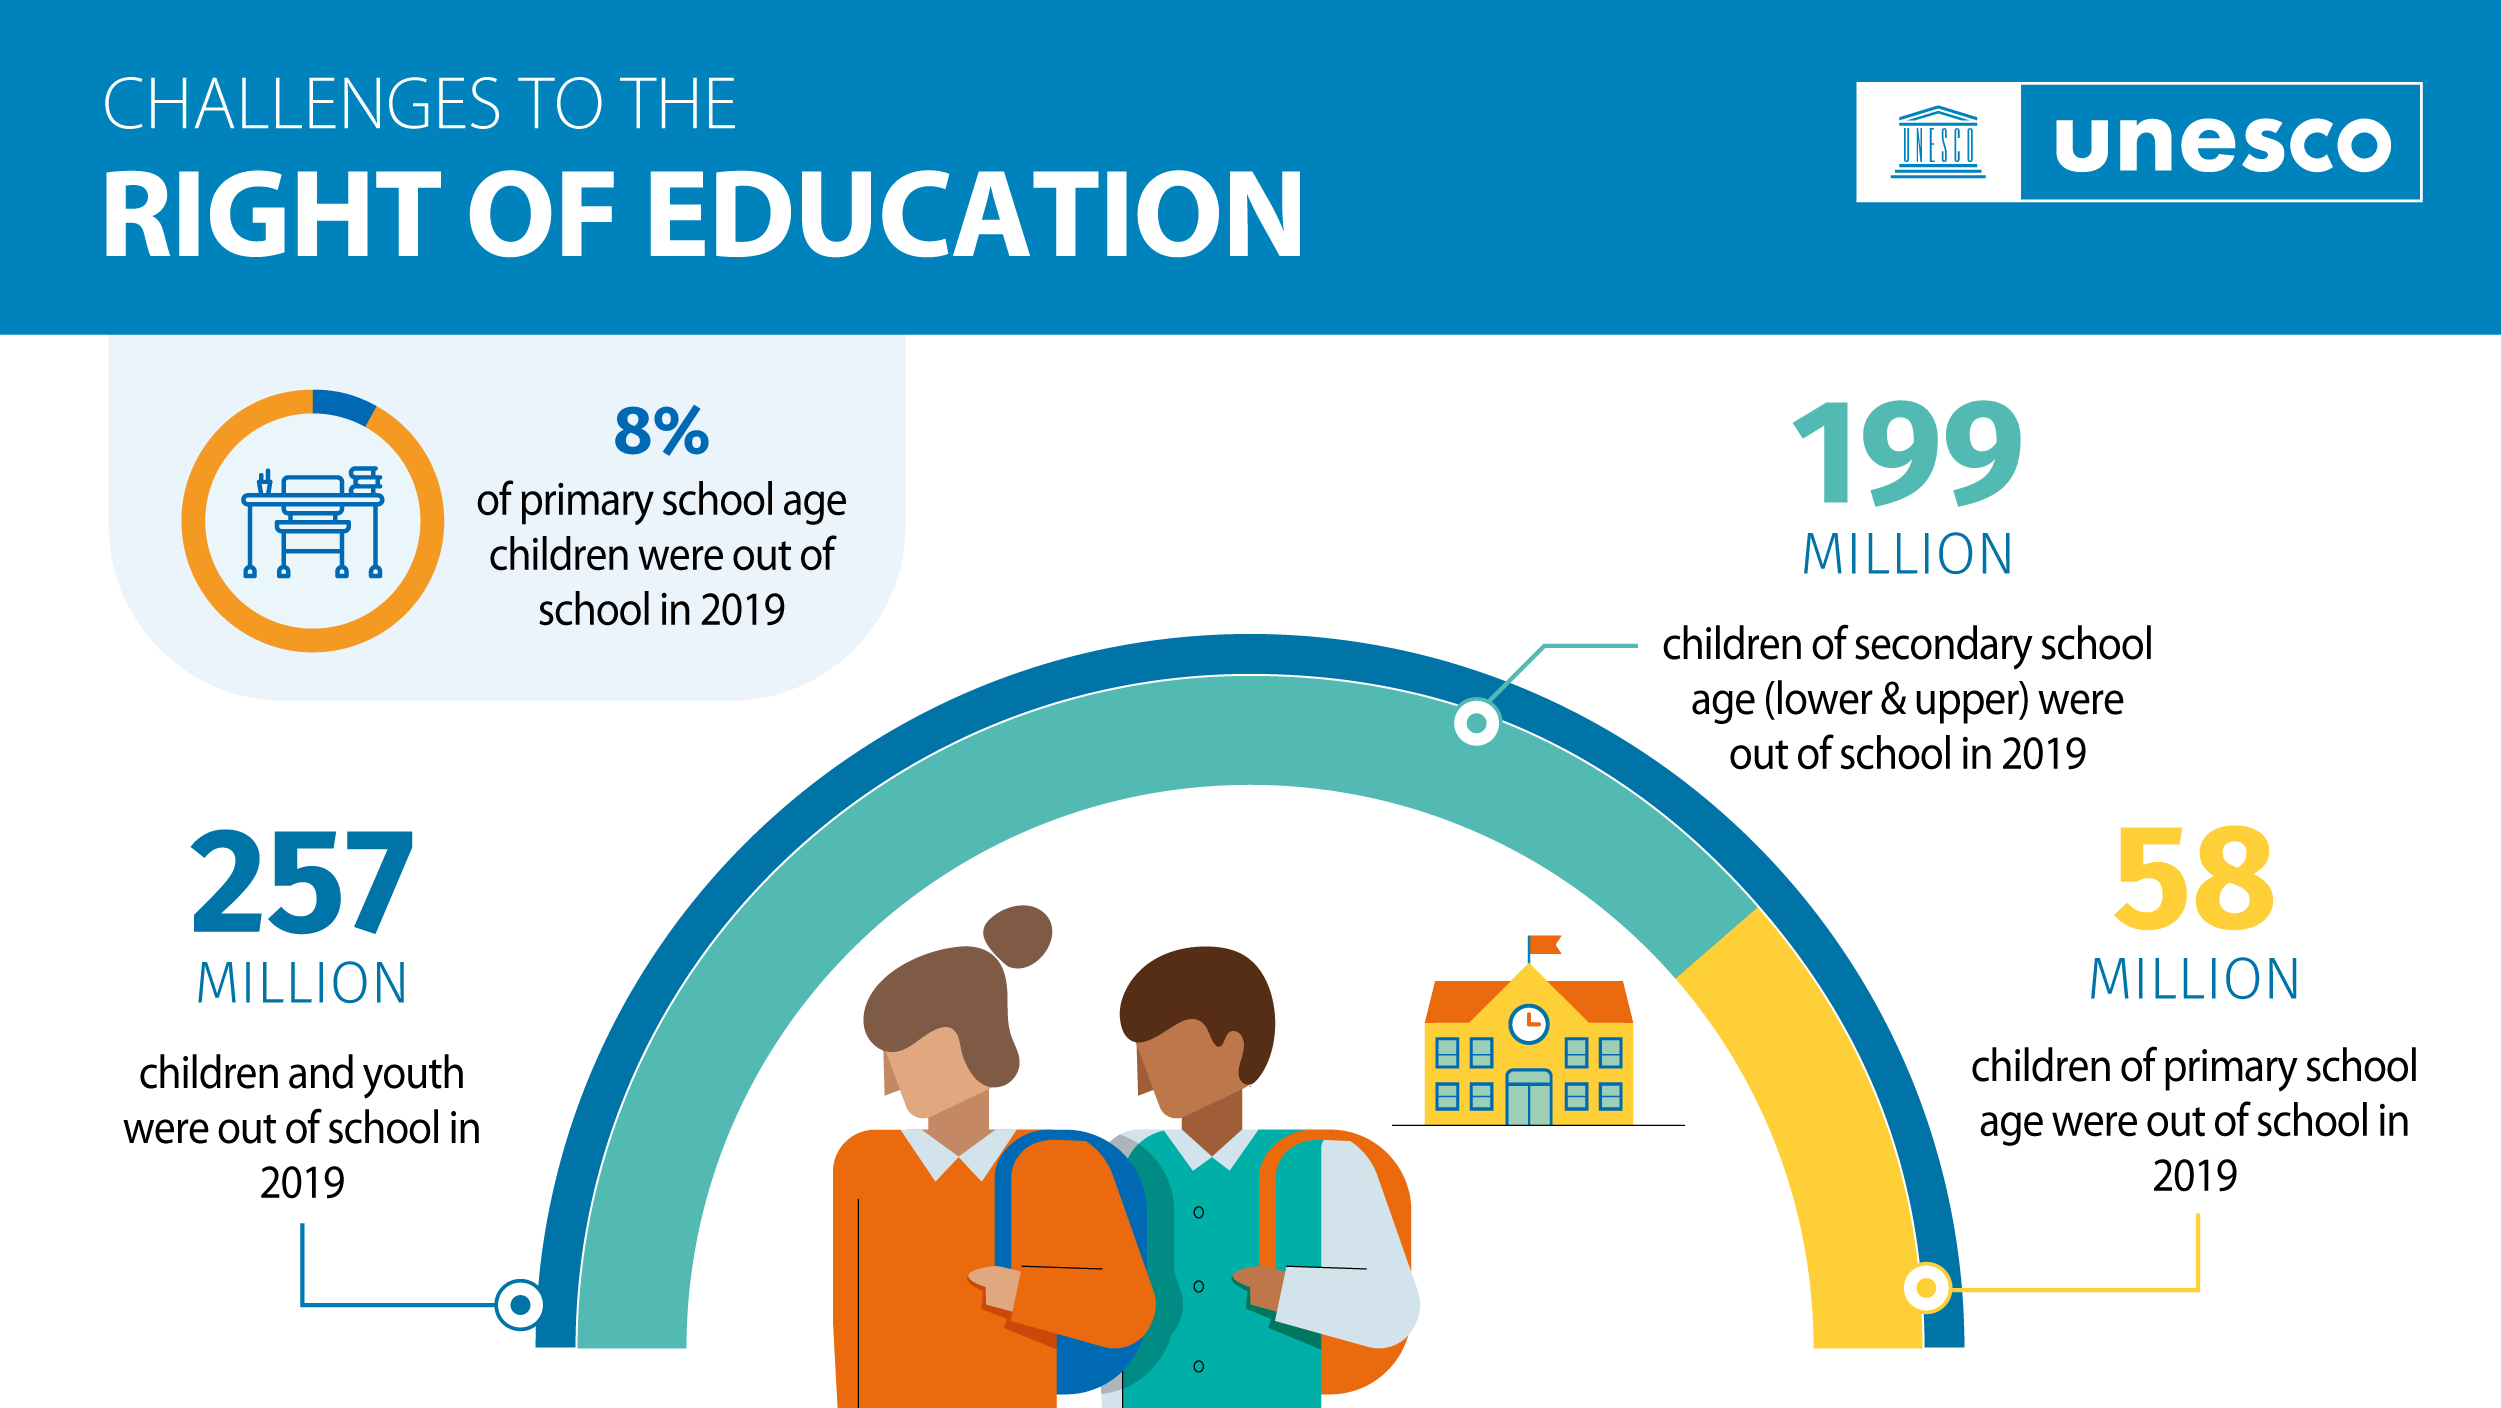 CHALLENGES TO THE
RIGHT OF EDUCATION
UNESCO
unesco
8%
of primary school age
children were out of
school in 2019
199
MILLION
children of secondary school
age (lower & upper) were
out of school in 2019
257
MILLION
children and youth
were out of school in
2019
58
MILLION
children of primary school
age were out of school in
2019